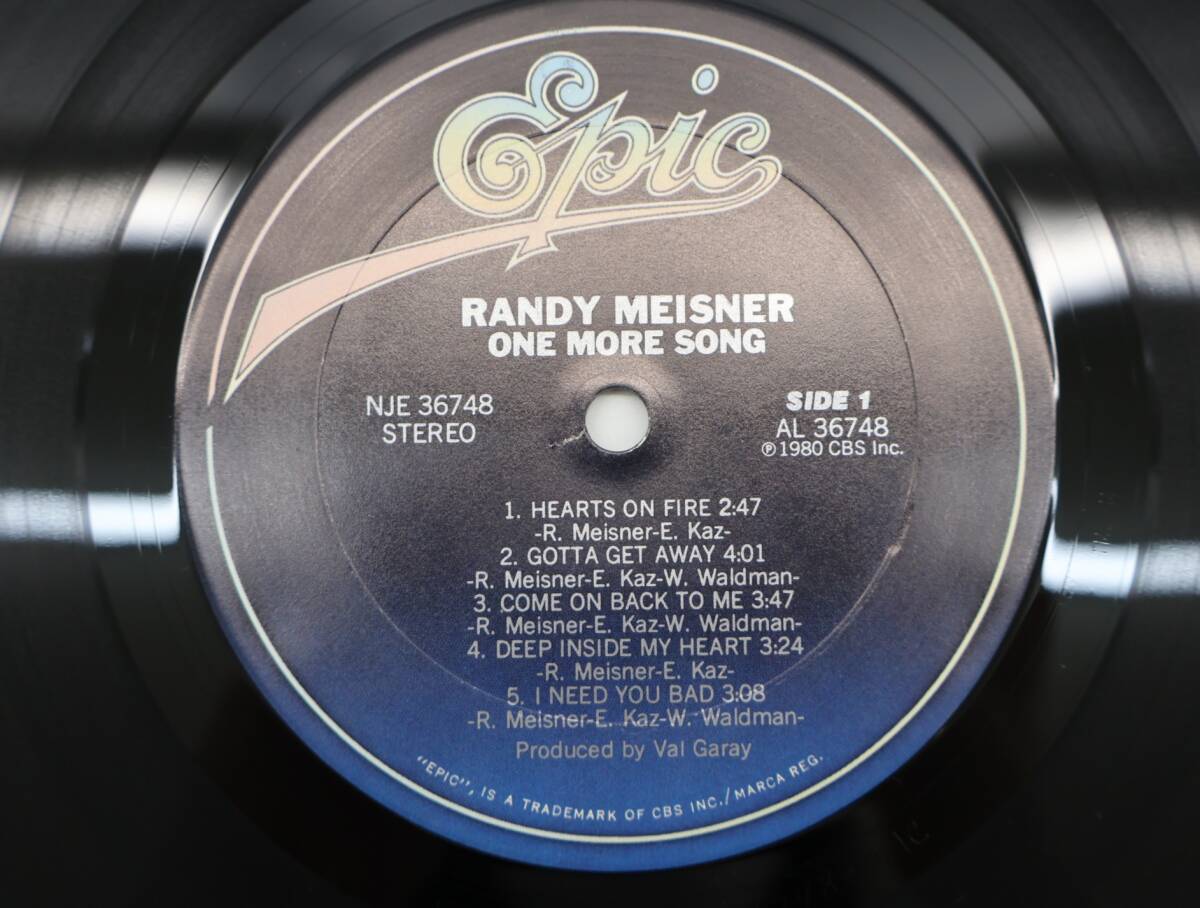 Epic
RANDY MEISNER
ONE MORE SONG
NJE 36748
STEREO
SIDE 1
AL 36748
℗ 1980 CBS Inc.
1. HEARTS ON FIRE 2:47
-R. Meisner-E. Kaz-
2. GOTTA GET AWAY 4:01
-R. Meisner-E. Kaz-W. Waldman-
3. COME ON BACK TO ME 3:47
-R. Meisner-E. Kaz-W. Waldman-
4. DEEP INSIDE MY HEART 3:24
-R. Meisner-E. Kaz-
5. I NEED YOU BAD 3:08
-R. Meisner-E. Kaz-W. Waldman-
Produced by Val Garay
"EPIC", IS A TRADEMARK OF CBS INC./MARCA REG.